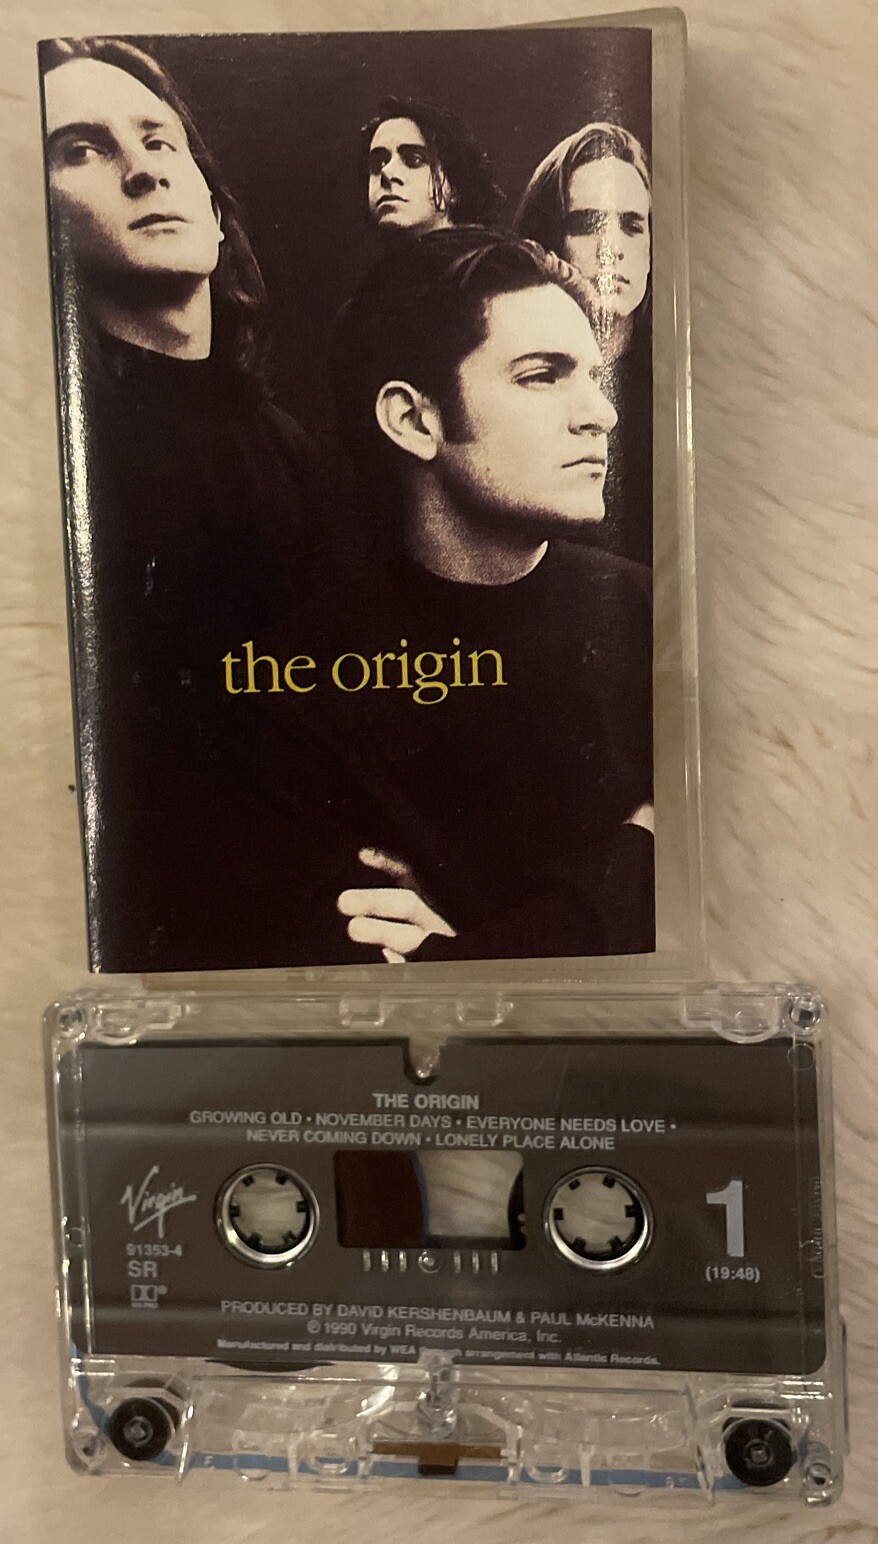 the origin
THE ORIGIN
GROWING OLD • NOVEMBER DAYS • EVERYONE NEEDS LOVE •
NEVER COMING DOWN • LONELY PLACE ALONE
Virgin
91353-4
SR
1
(19:48)
PRODUCED BY DAVID KERSHENBAUM & PAUL McKENNA
℗ 1990 Virgin Records America, Inc.
Manufactured and distributed by WEA arrangement with Atlantic Records.